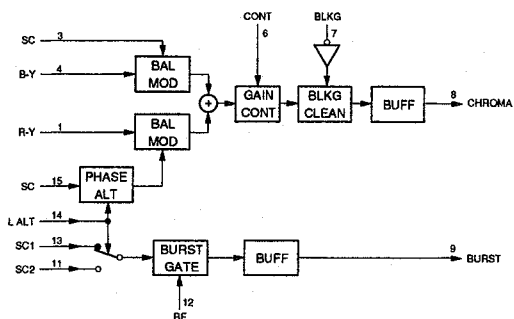 CONT
BLKG
SC 3
6
7
B-Y 4
BAL
MOD
+
GAIN
CONT
BLKG
CLEAN
BUFF
8 CHROMA
R-Y 1
BAL
MOD
SC 15
PHASE
ALT
L ALT 14
SC1 13
SC2 11
BURST
GATE
BUFF
9 BURST
12